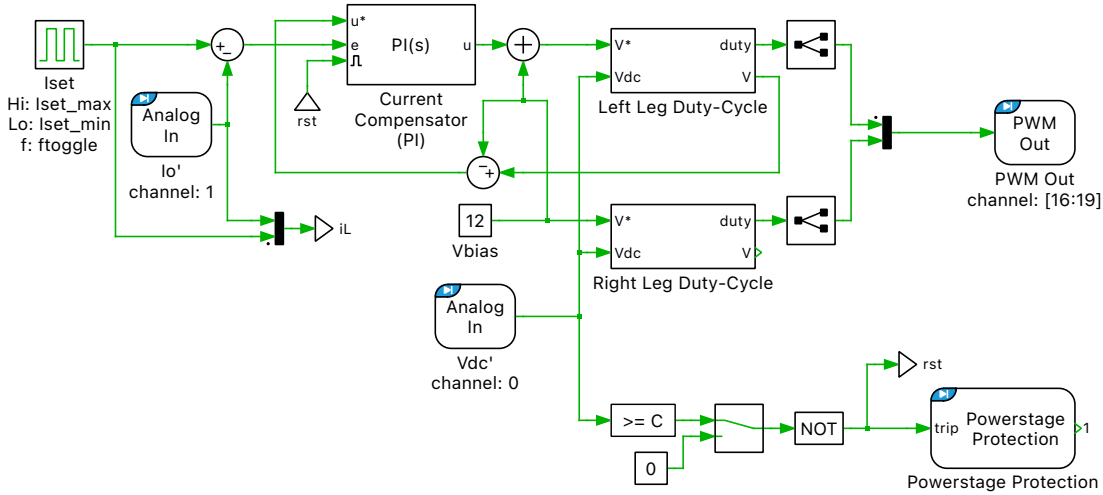 u*
e
PI(s)
u
Current
Compensator
(PI)
rst
+
−
Iset
Hi: Iset_max
Lo: Iset_min
f: ftoggle
Analog
In
Io'
channel: 1
iL
+
V*
Vdc
duty
V
Left Leg Duty-Cycle
−
+
12
Vbias
V*
Vdc
duty
V
Right Leg Duty-Cycle
PWM
Out
PWM Out
channel: [16:19]
Analog
In
Vdc'
channel: 0
>= C
0
NOT
rst
trip
Powerstage
Protection
1
Powerstage Protection